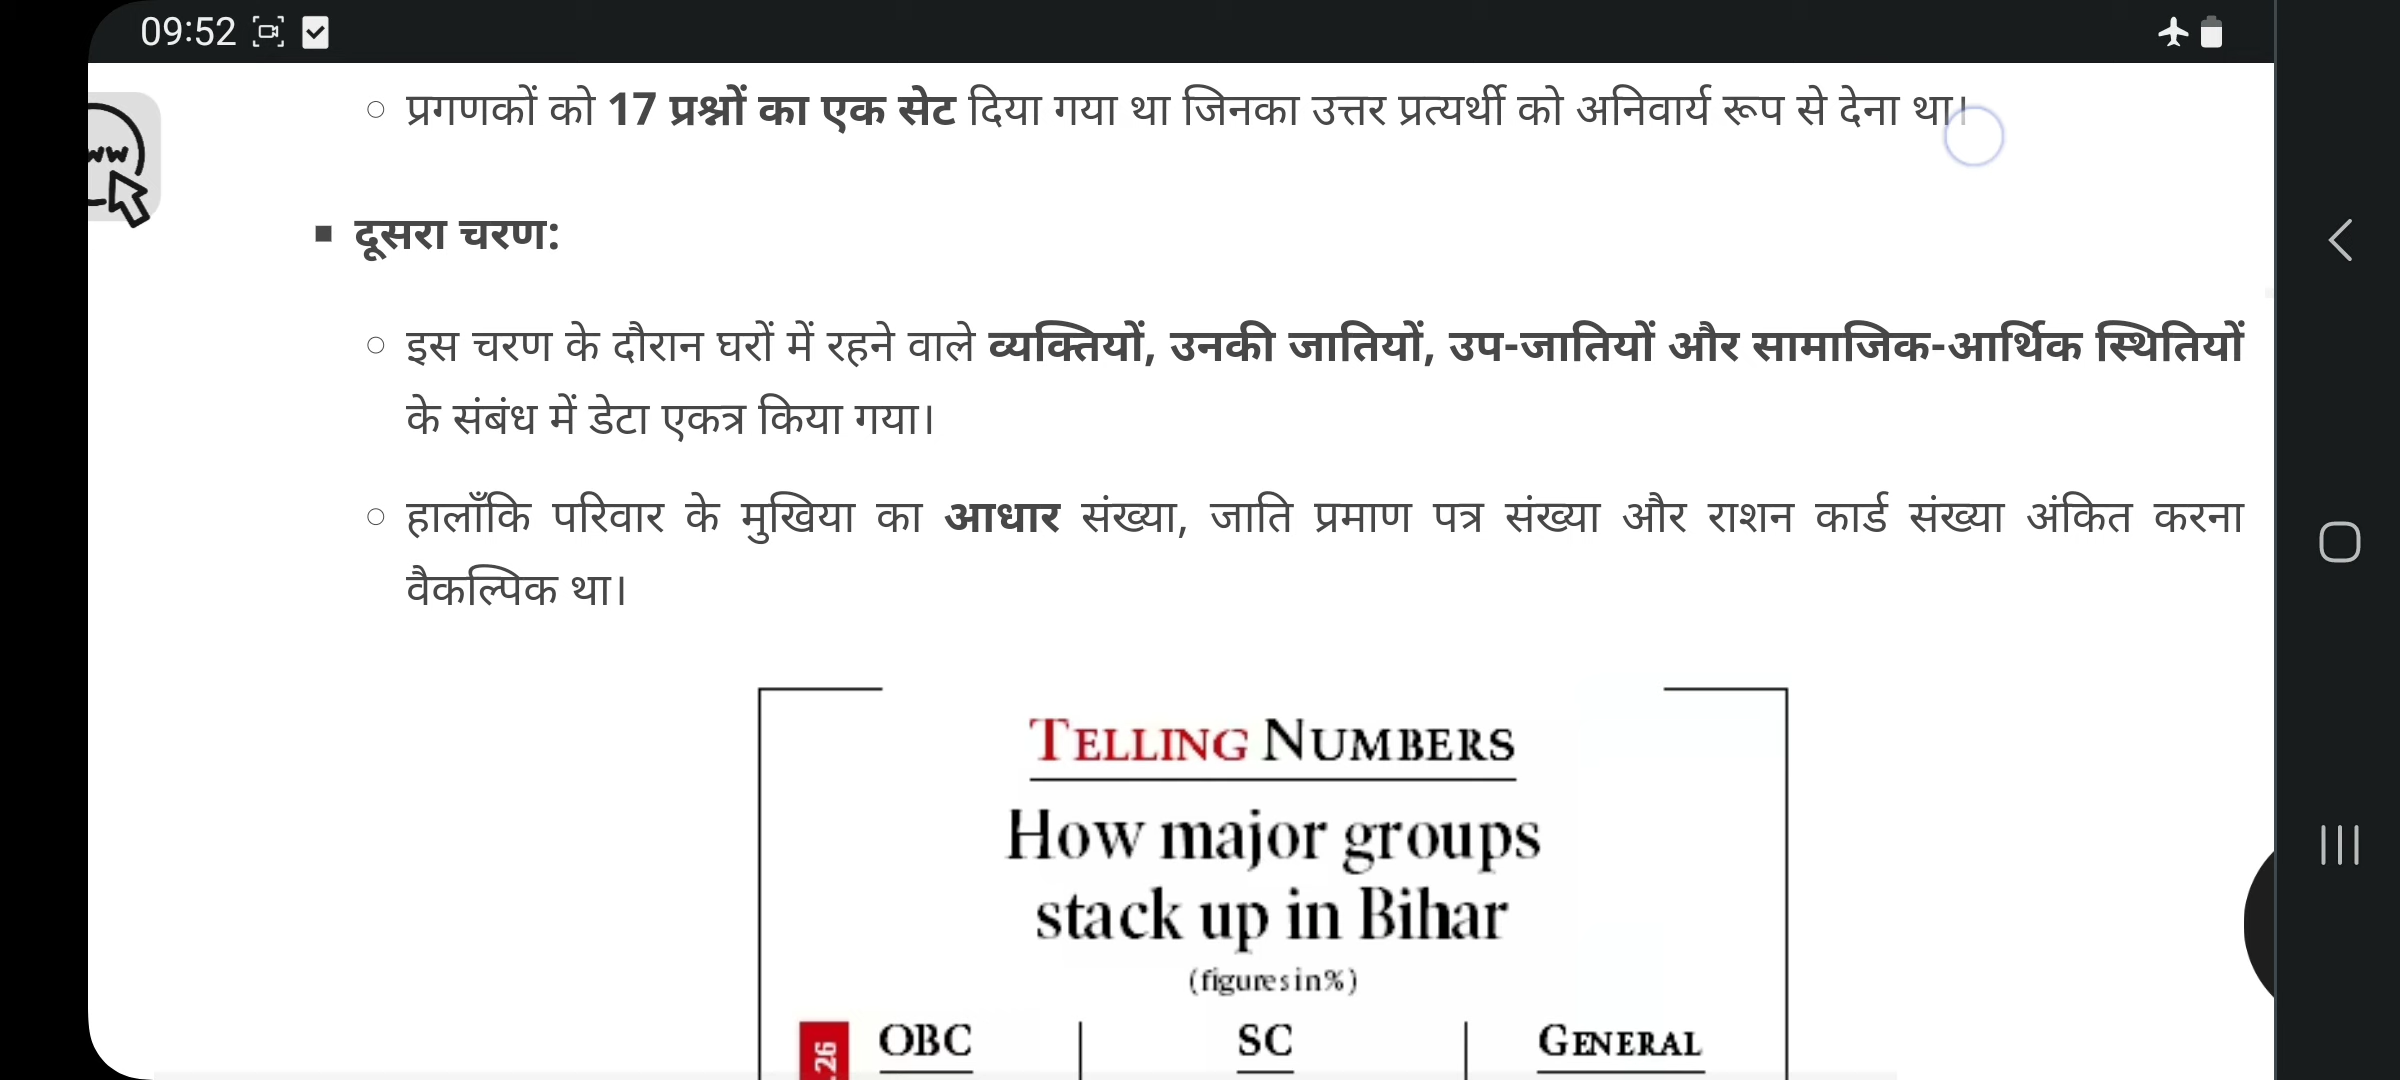 09:52
ww
प्रगणकों को 17 प्रश्नों का एक सेट दिया गया था जिनका उत्तर प्रत्यर्थी को अनिवार्य रूप से देना था।
दूसरा चरण:
इस चरण के दौरान घरों में रहने वाले व्यक्तियों, उनकी जातियों, उप-जातियों और सामाजिक-आर्थिक स्थितियों
के संबंध में डेटा एकत्र किया गया।
हालाँकि परिवार के मुखिया का आधार संख्या, जाति प्रमाण पत्र संख्या और राशन कार्ड संख्या अंकित करना
वैकल्पिक था।
TELLING NUMBERS
How major groups
stack up in Bihar
(figures in %)
OBC SC GENERAL
.26